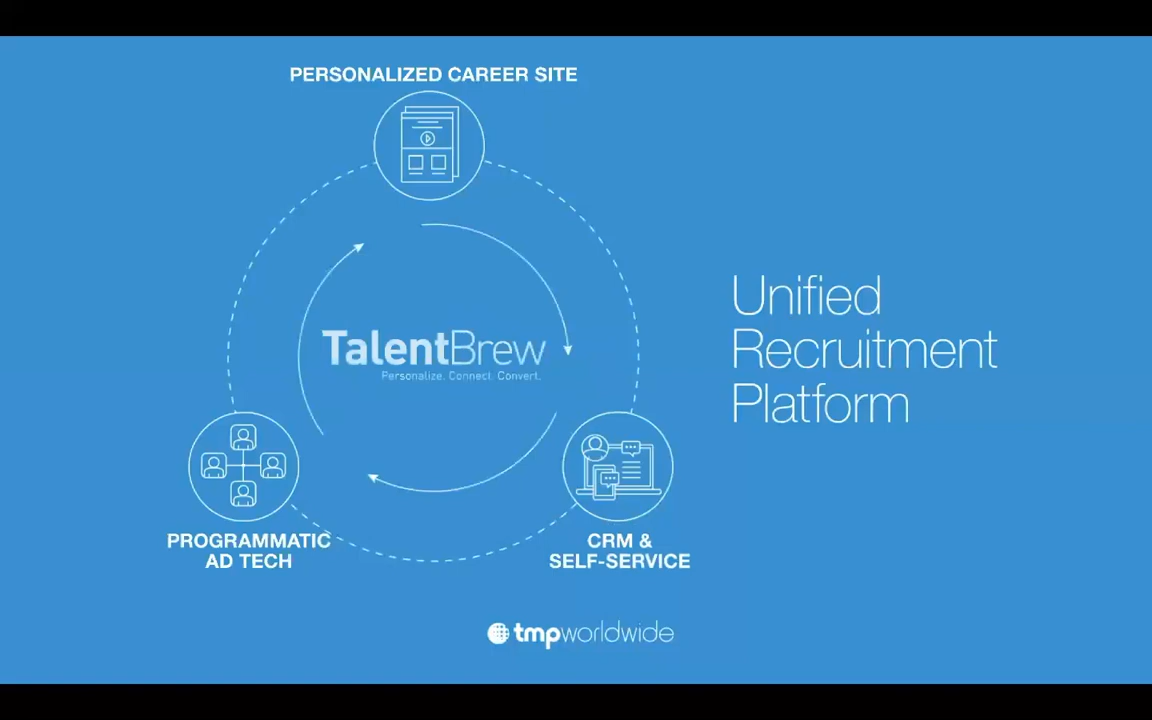 PERSONALIZED CAREER SITE
TalentBrew
Personalize. Connect. Convert.
Unified
Recruitment
Platform
PROGRAMMATIC
AD TECH
CRM &
SELF-SERVICE
tmpworldwide